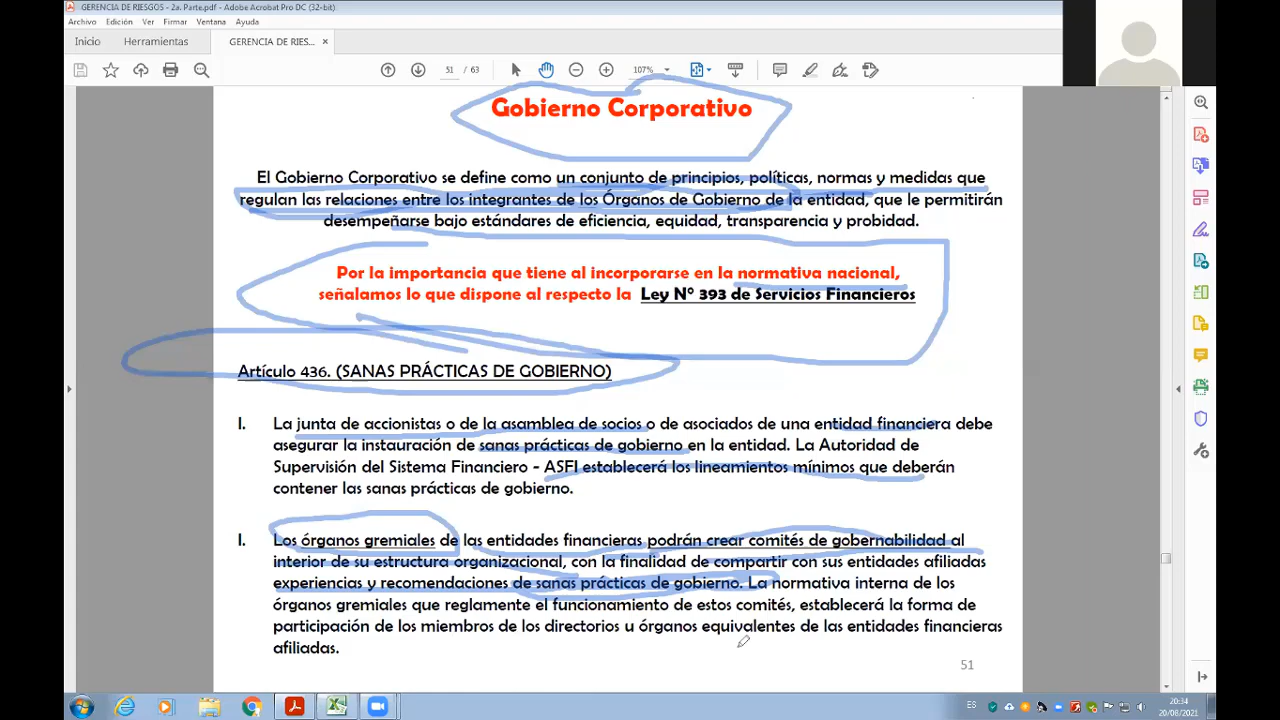 GERENCIA DE RIESGOS - 2a. Parte.pdf - Adobe Acrobat Pro DC (32-bit)
Archivo Edición Ver Firmar Ventana Ayuda
Inicio Herramientas GERENCIA DE RIES... ×
51 / 63 107%
Gobierno Corporativo
El Gobierno Corporativo se define como un conjunto de principios, políticas, normas y medidas que
regulan las relaciones entre los integrantes de los Órganos de Gobierno de la entidad, que le permitirán
desempeñarse bajo estándares de eficiencia, equidad, transparencia y probidad.
Por la importancia que tiene al incorporarse en la normativa nacional,
señalamos lo que dispone al respecto la Ley N° 393 de Servicios Financieros
Artículo 436. (SANAS PRÁCTICAS DE GOBIERNO)
I. La junta de accionistas o de la asamblea de socios o de asociados de una entidad financiera debe
asegurar la instauración de sanas prácticas de gobierno en la entidad. La Autoridad de
Supervisión del Sistema Financiero - ASFI establecerá los lineamientos mínimos que deberán
contener las sanas prácticas de gobierno.
I. Los órganos gremiales de las entidades financieras podrán crear comités de gobernabilidad al
interior de su estructura organizacional, con la finalidad de compartir con sus entidades afiliadas
experiencias y recomendaciones de sanas prácticas de gobierno. La normativa interna de los
órganos gremiales que reglamente el funcionamiento de estos comités, establecerá la forma de
participación de los miembros de los directorios u órganos equivalentes de las entidades financieras
afiliadas.
51
ES
20:34
20/08/2021